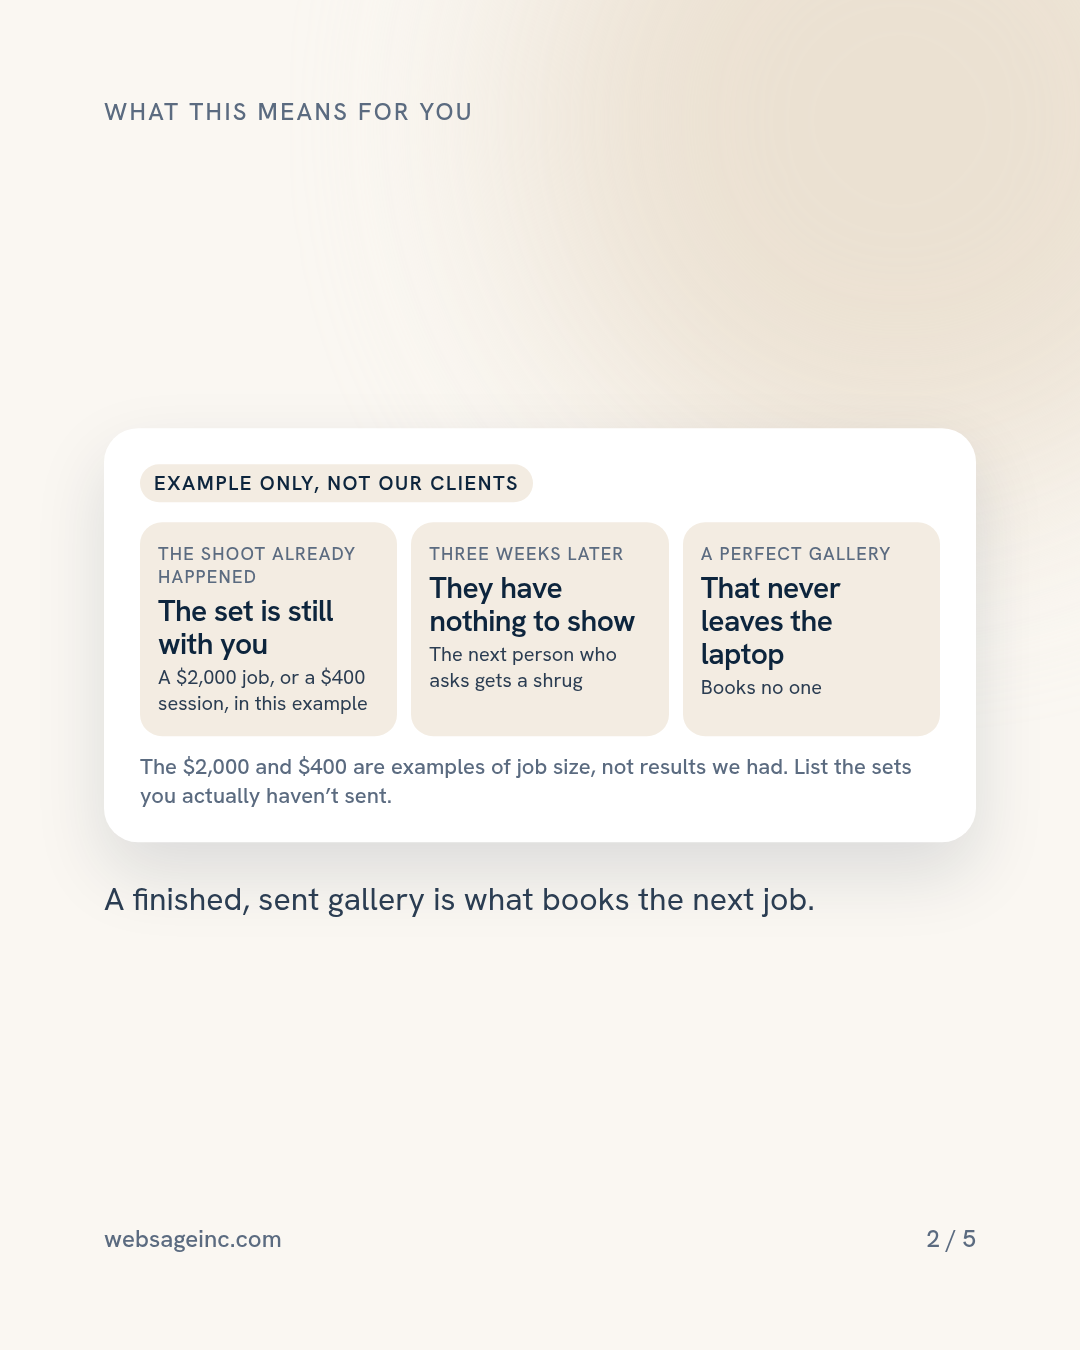 WHAT THIS MEANS FOR YOU
EXAMPLE ONLY, NOT OUR CLIENTS
THE SHOOT ALREADY
HAPPENED
The set is still
with you
A $2,000 job, or a $400
session, in this example
THREE WEEKS LATER
They have
nothing to show
The next person who
asks gets a shrug
A PERFECT GALLERY
That never
leaves the
laptop
Books no one
The $2,000 and $400 are examples of job size, not results we had. List the sets
you actually haven’t sent.
A finished, sent gallery is what books the next job.
websageinc.com
2 / 5